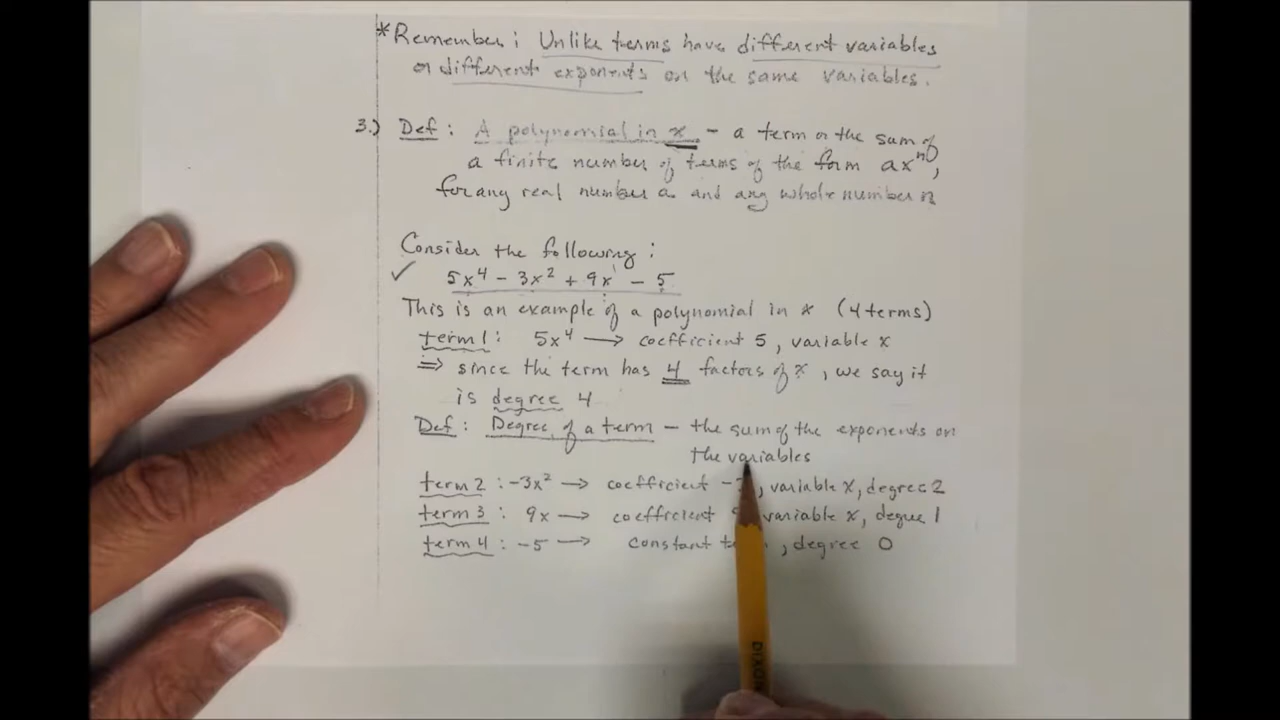 *Remember: Unlike terms have different variables
or different exponents on the same variables.
3.) Def: A polynomial in x - a term or the sum of
a finite number of terms of the form axⁿ,
for any real number a and any whole number n
Consider the following:
✓ 5x⁴ - 3x² + 9x¹ - 5
This is an example of a polynomial in x (4 terms)
term 1: 5x⁴ → coefficient 5, variable x
⇒ since the term has 4 factors of x, we say it
is degree 4
Def: Degree of a term - the sum of the exponents on
the variables
term 2: -3x² → coefficient -3, variable x, degree 2
term 3: 9x → coefficient 9, variable x, degree 1
term 4: -5 → constant , degree 0
DIXON